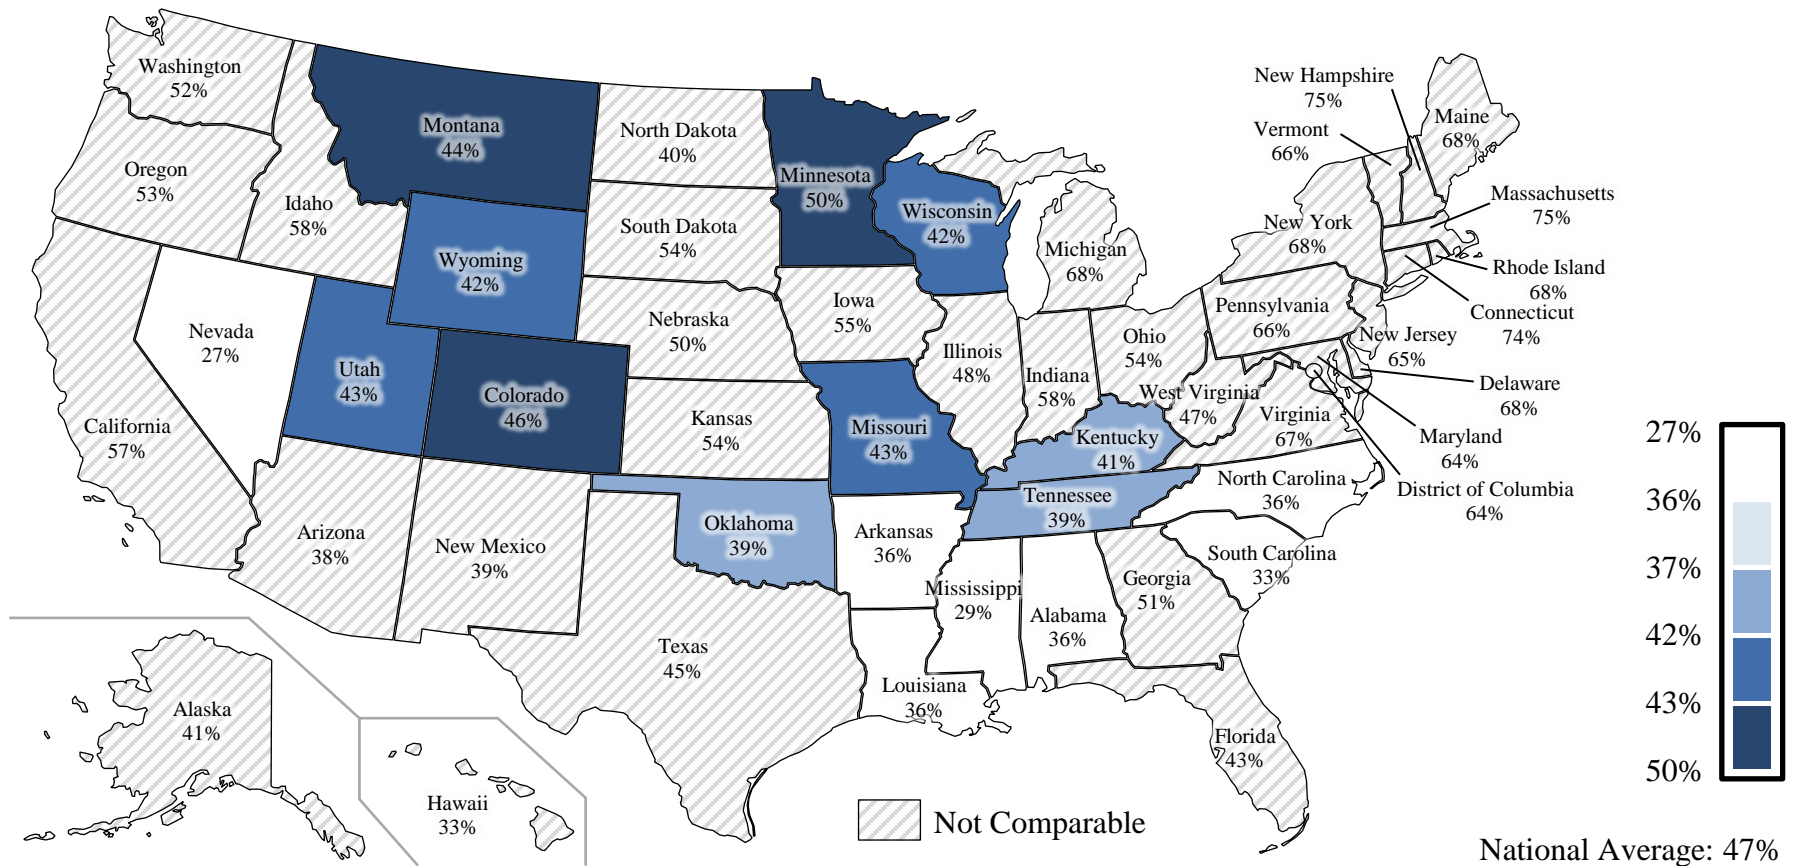 Washington
52%
Oregon
53%
Idaho
58%
Montana
44%
North Dakota
40%
Minnesota
50%
South Dakota
54%
Wyoming
42%
Wisconsin
42%
Michigan
68%
New Hampshire
75%
Vermont
66%
Maine
68%
Massachusetts
75%
New York
68%
Rhode Island
68%
Connecticut
74%
Pennsylvania
66%
New Jersey
65%
Delaware
68%
Maryland
64%
District of Columbia
64%
Nevada
27%
Utah
43%
Colorado
46%
Nebraska
50%
Iowa
55%
Illinois
48%
Indiana
58%
Ohio
54%
West Virginia
47%
Virginia
67%
California
57%
Kansas
54%
Missouri
43%
Kentucky
41%
Tennessee
39%
North Carolina
36%
South Carolina
33%
Arizona
38%
New Mexico
39%
Oklahoma
39%
Arkansas
36%
Mississippi
29%
Alabama
36%
Georgia
51%
Texas
45%
Louisiana
36%
Florida
43%
Alaska
41%
Hawaii
33%
Not Comparable
27%
36%
37%
42%
43%
50%
National Average: 47%